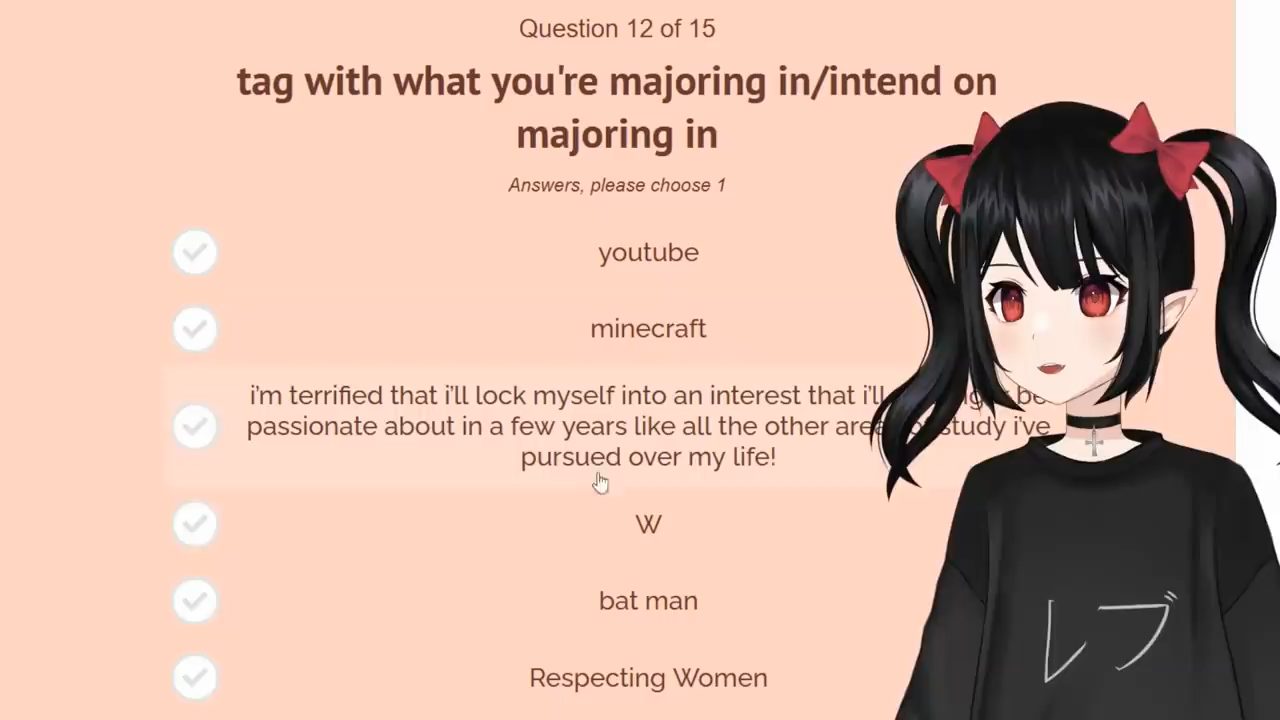 Question 12 of 15
tag with what you're majoring in/intend on
majoring in
Answers, please choose 1
youtube
minecraft
i'm terrified that i'll lock myself into an interest that i'll
passionate about in a few years like all the other study i've
pursued over my life!
W
bat man
Respecting Women
レブ